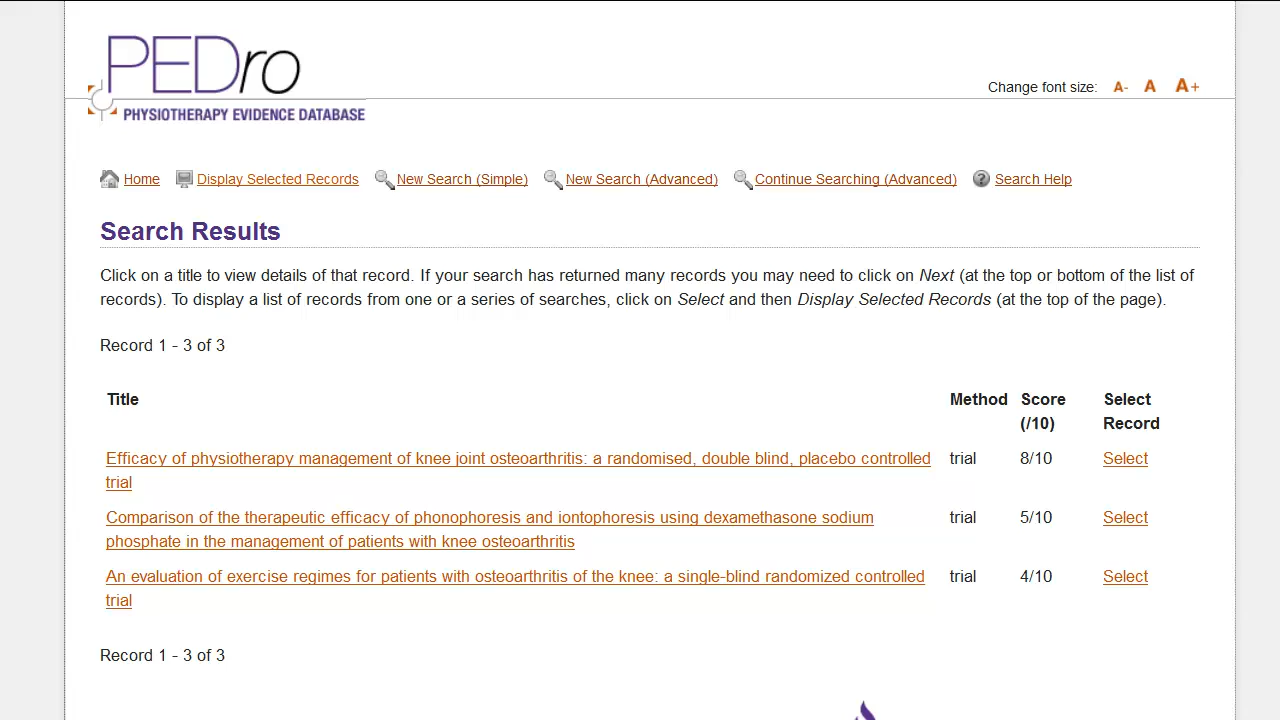 PEDro
PHYSIOTHERAPY EVIDENCE DATABASE
Change font size: A- A A+
Home Display Selected Records New Search (Simple) New Search (Advanced) Continue Searching (Advanced) Search Help
Search Results
Click on a title to view details of that record. If your search has returned many records you may need to click on Next (at the top or bottom of the list of
records). To display a list of records from one or a series of searches, click on Select and then Display Selected Records (at the top of the page).
Record 1 - 3 of 3
Title Method Score Select
(/10) Record
Efficacy of physiotherapy management of knee joint osteoarthritis: a randomised, double blind, placebo controlled trial 8/10 Select
trial
Comparison of the therapeutic efficacy of phonophoresis and iontophoresis using dexamethasone sodium trial 5/10 Select
phosphate in the management of patients with knee osteoarthritis
An evaluation of exercise regimes for patients with osteoarthritis of the knee: a single-blind randomized controlled trial 4/10 Select
trial
Record 1 - 3 of 3